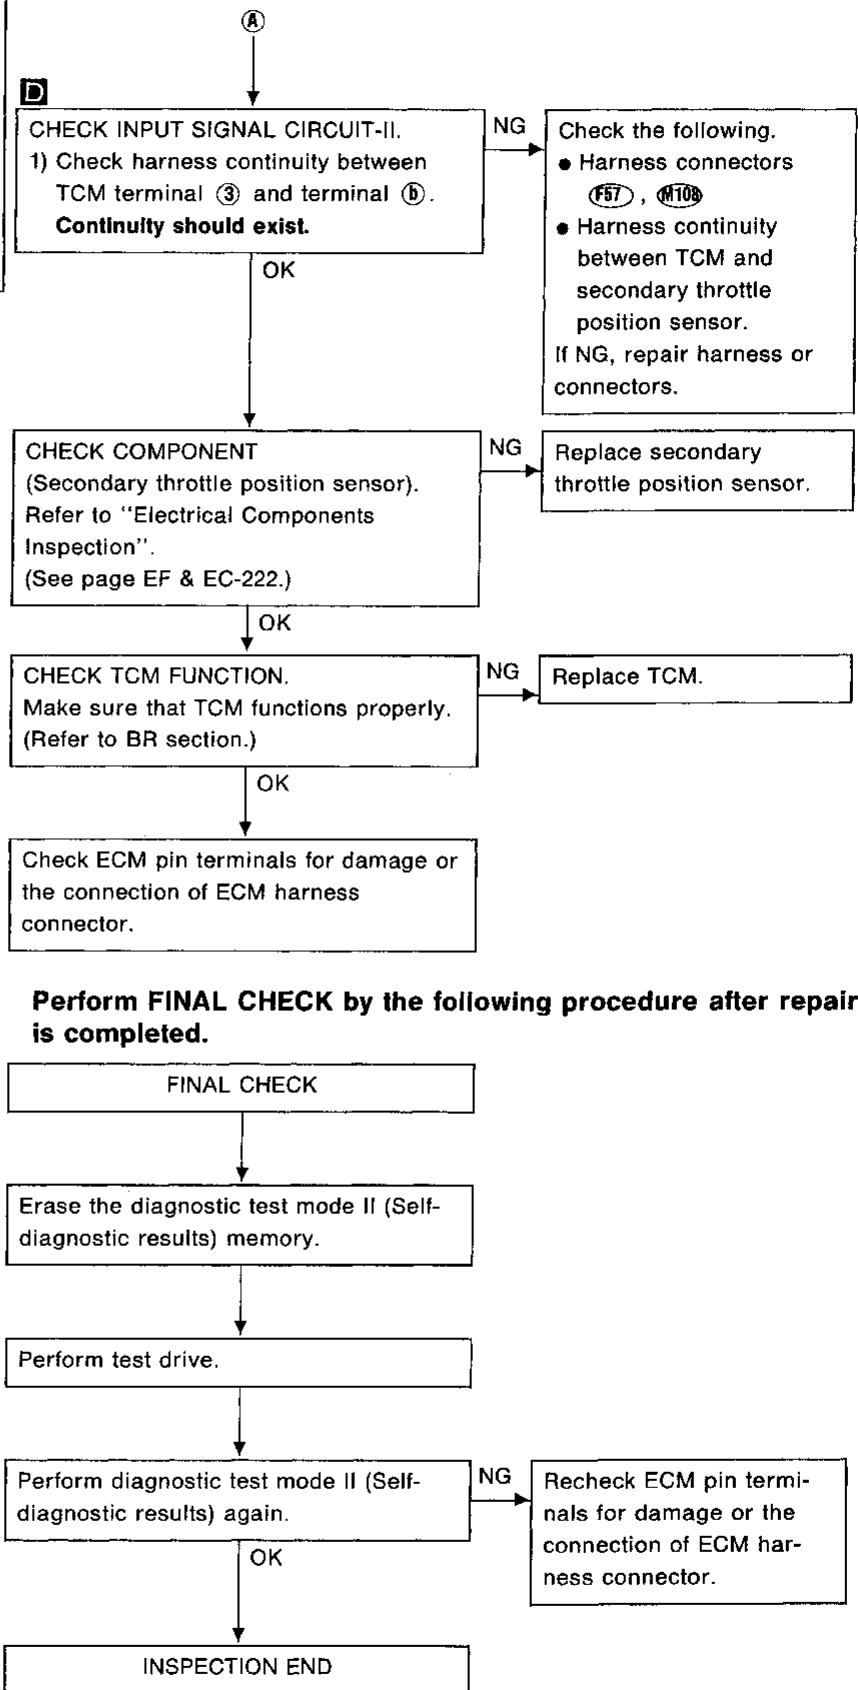 Ⓐ
D
CHECK INPUT SIGNAL CIRCUIT-II.
1) Check harness continuity between
TCM terminal ③ and terminal ⓑ.
Continuity should exist.
NG
Check the following.
● Harness connectors
F57 , M108
● Harness continuity
between TCM and
secondary throttle
position sensor.
If NG, repair harness or
connectors.
OK
CHECK COMPONENT
(Secondary throttle position sensor).
Refer to "Electrical Components
Inspection".
(See page EF & EC-222.)
NG
Replace secondary
throttle position sensor.
OK
CHECK TCM FUNCTION.
Make sure that TCM functions properly.
(Refer to BR section.)
NG
Replace TCM.
OK
Check ECM pin terminals for damage or
the connection of ECM harness
connector.
Perform FINAL CHECK by the following procedure after repair
is completed.
FINAL CHECK
Erase the diagnostic test mode II (Self-
diagnostic results) memory.
Perform test drive.
Perform diagnostic test mode II (Self-
diagnostic results) again.
NG
Recheck ECM pin termi-
nals for damage or the
connection of ECM har-
ness connector.
OK
INSPECTION END